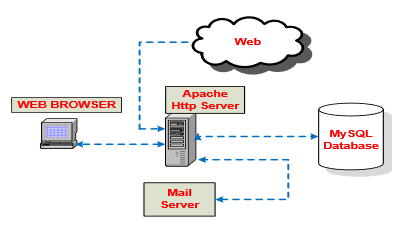 Web
WEB BROWSER
Apache
Http Server
MySQL
Database
Mail
Server